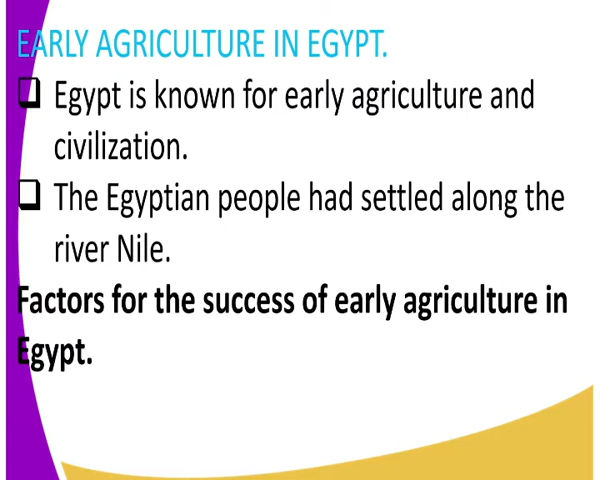 EARLY AGRICULTURE IN EGYPT.
Egypt is known for early agriculture and
civilization.
The Egyptian people had settled along the
river Nile.
Factors for the success of early agriculture in
Egypt.